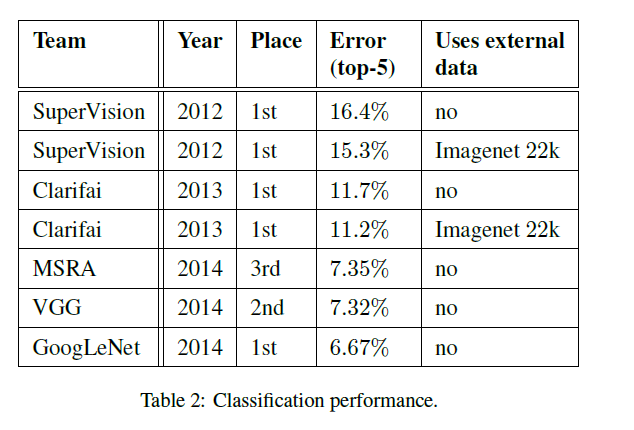 Team Year Place Error Uses external
(top-5) data
SuperVision 2012 1st 16.4% no
SuperVision 2012 1st 15.3% Imagenet 22k
Clarifai 2013 1st 11.7% no
Clarifai 2013 1st 11.2% Imagenet 22k
MSRA 2014 3rd 7.35% no
VGG 2014 2nd 7.32% no
GoogLeNet 2014 1st 6.67% no
Table 2: Classification performance.